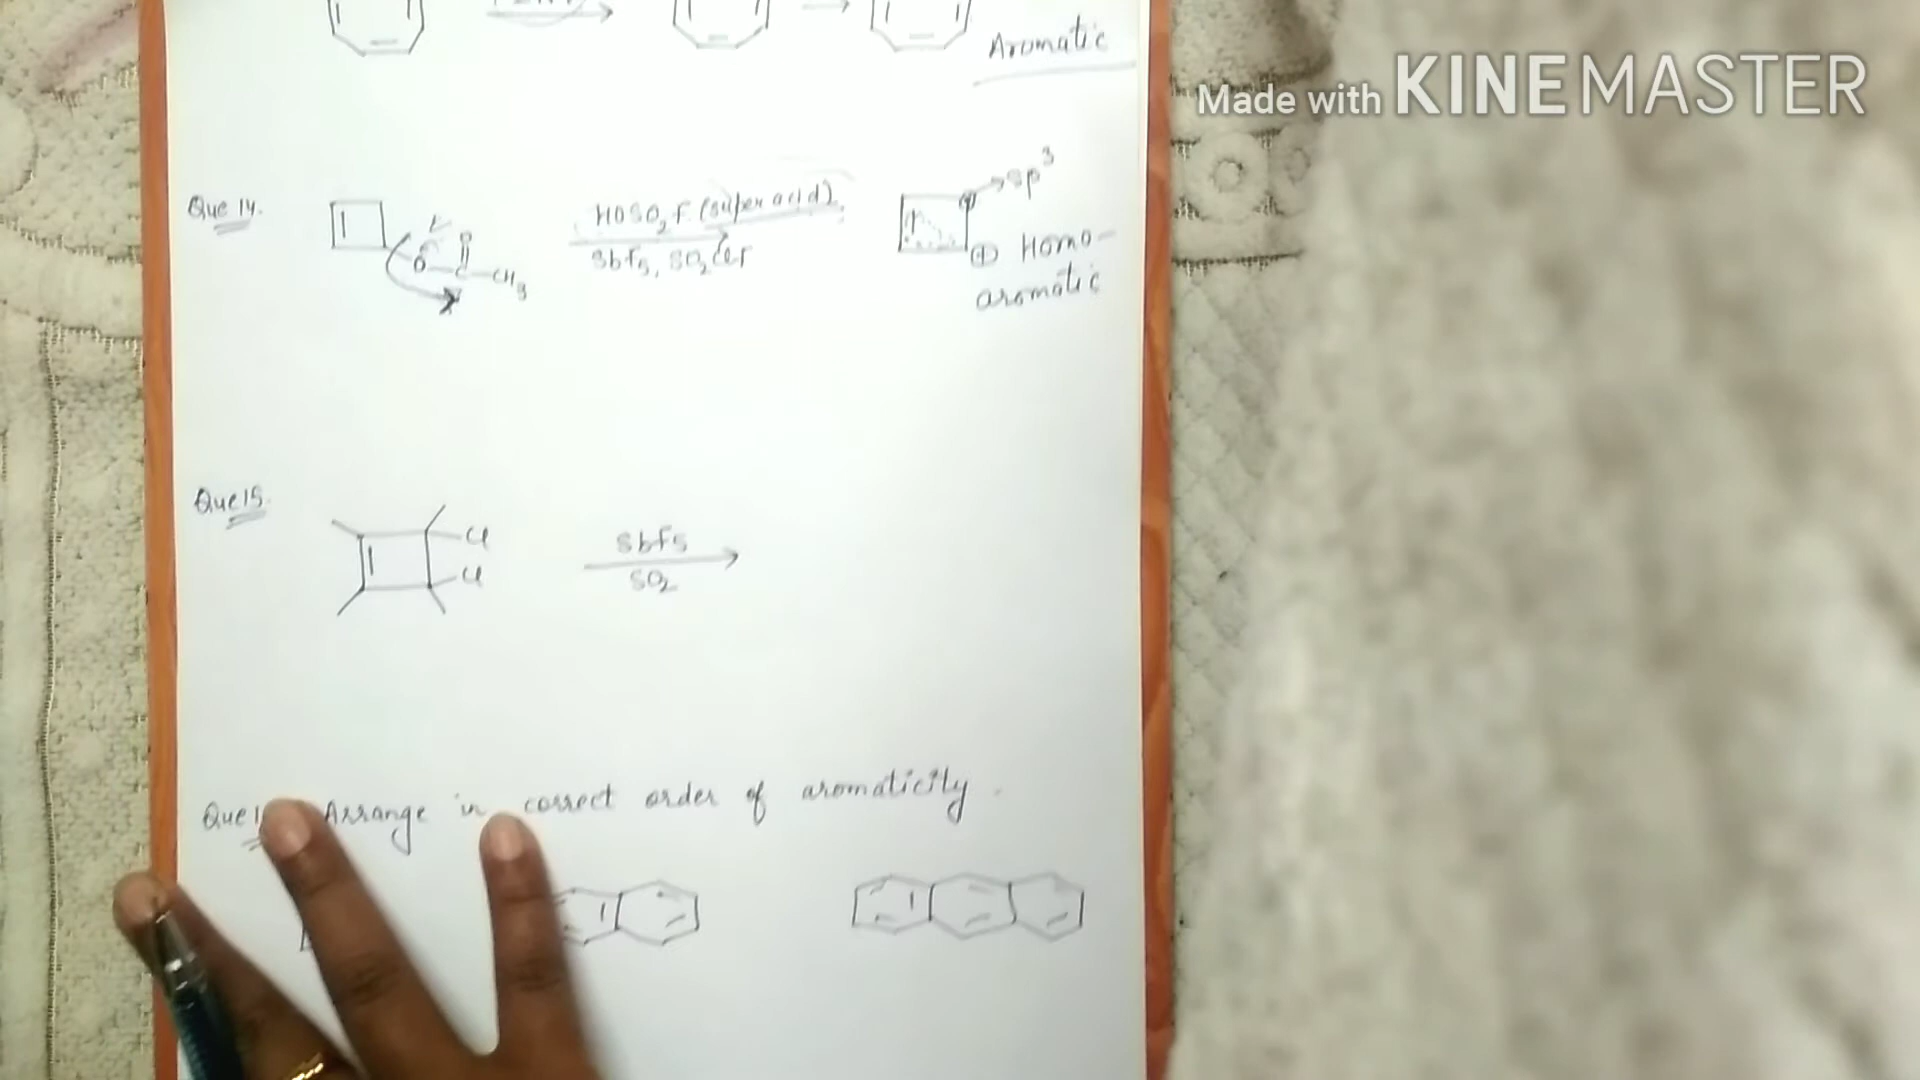 Made with KINEMASTER
Aromatic
Que 14.
O
O
C
CH3
HOSO2F (super acid)
SbF5, SO2ClF
sp3
⊕ Homo-
aromatic
Que 15.
Cl
Cl
SbF5
SO2
Arrange in correct order of aromaticity.